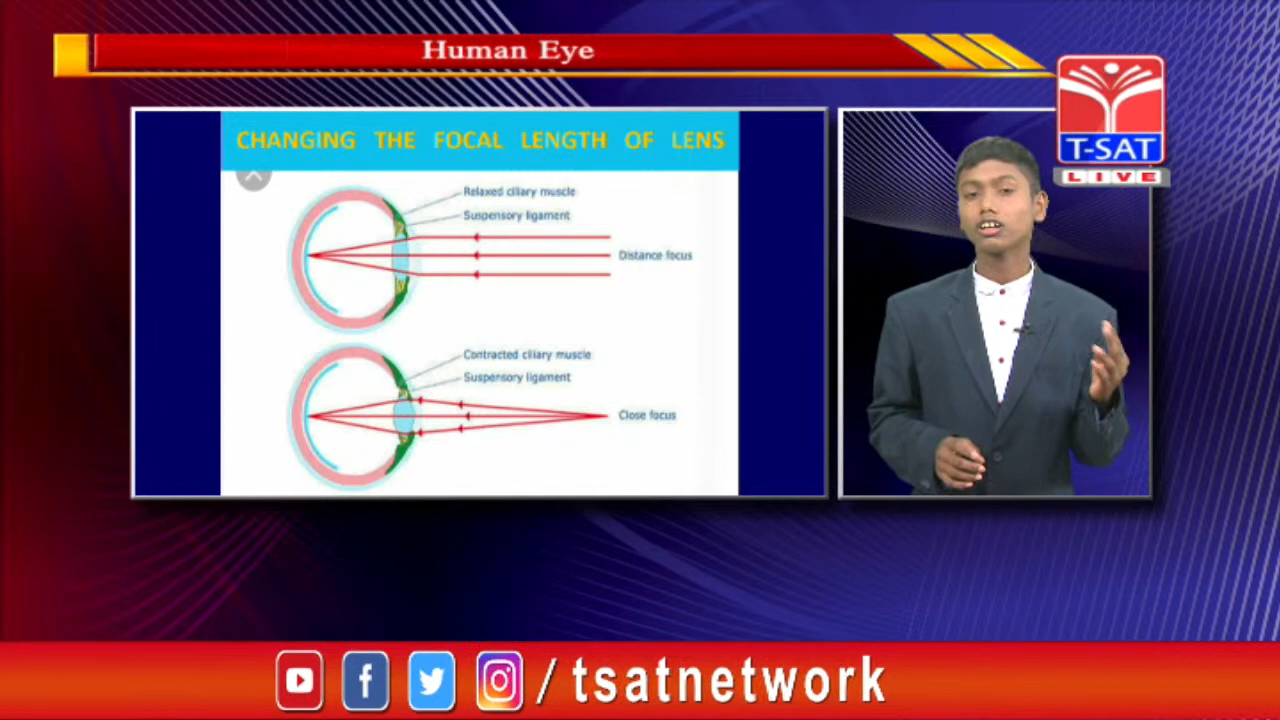 Human Eye
T-SAT
LIVE
CHANGING THE FOCAL LENGTH OF LENS
Relaxed ciliary muscle
Suspensory ligament
Distance focus
Contracted ciliary muscle
Suspensory ligament
Close focus
/ tsatnetwork